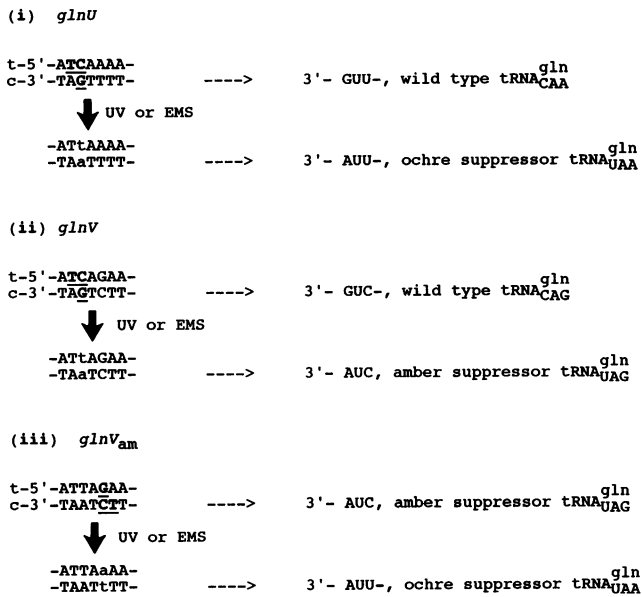 (i) glnU
t-5'-ATCAAAA-
c-3'-TAGTTTT-
----> 3'- GUU-, wild type tRNA gln CAA
UV or EMS
-ATtAAAA-
-TAaTTTT-
----> 3'- AUU-, ochre suppressor tRNA gln UAA
(ii) glnV
t-5'-ATCAGAA-
c-3'-TAGTCTT-
----> 3'- GUC-, wild type tRNA gln CAG
UV or EMS
-ATtAGAA-
-TAaTCTT-
----> 3'- AUC, amber suppressor tRNA gln UAG
(iii) glnVam
t-5'-ATTAGAA-
c-3'-TAATCTT-
----> 3'- AUC, amber suppressor tRNA gln UAG
UV or EMS
-ATTAaAA-
-TAATtTT-
----> 3'- AUU-, ochre suppressor tRNA gln UAA